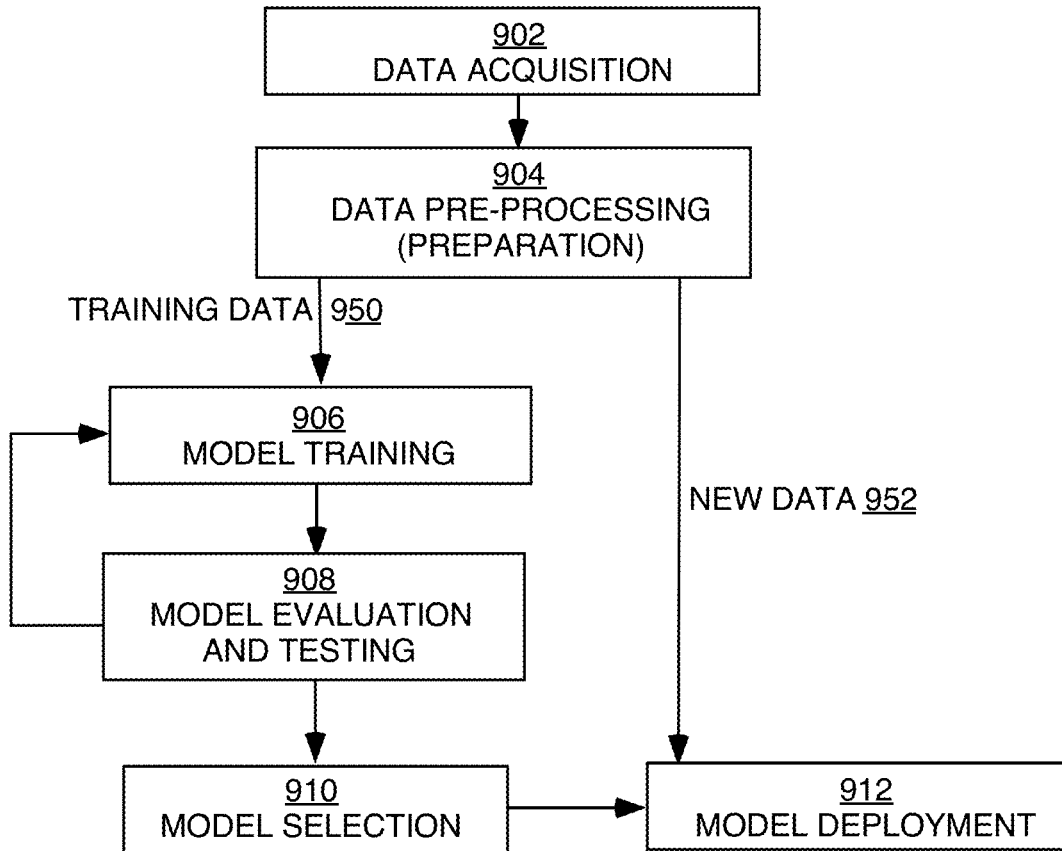 902
DATA ACQUISITION
904
DATA PRE-PROCESSING
(PREPARATION)
TRAINING DATA 950
906
MODEL TRAINING
NEW DATA 952
908
MODEL EVALUATION
AND TESTING
910
MODEL SELECTION
912
MODEL DEPLOYMENT